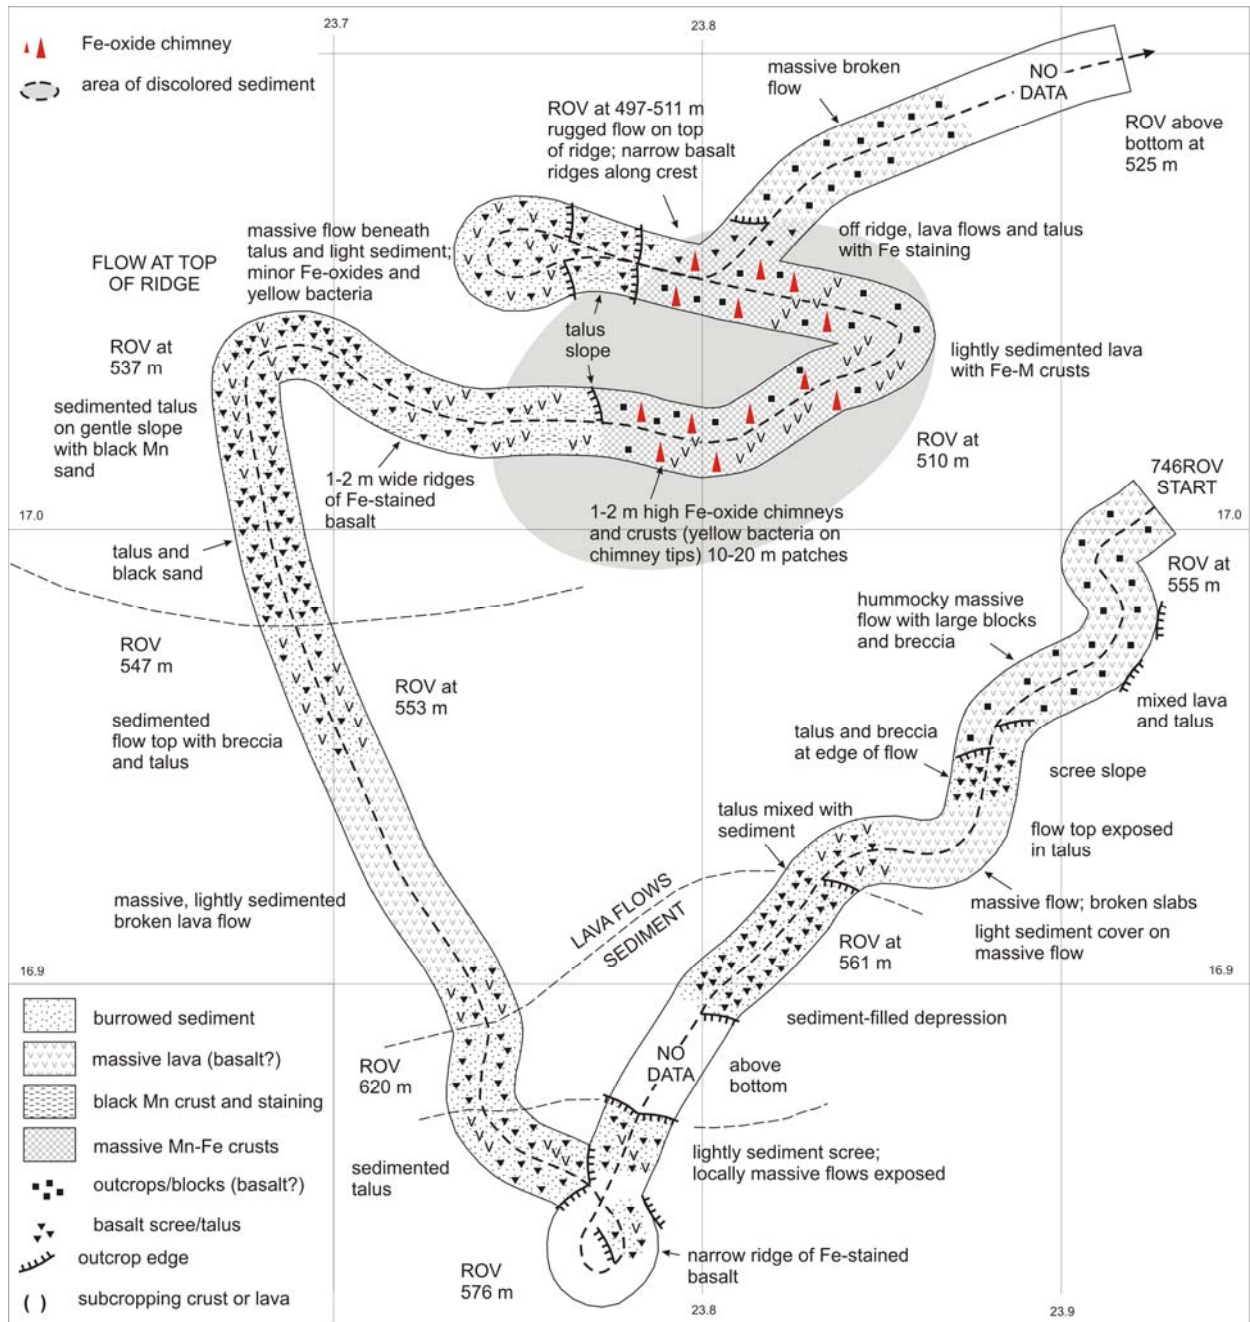 23.7
23.8
Fe-oxide chimney
area of discolored sediment
massive broken
flow
NO
DATA
ROV at 497-511 m
rugged flow on top
of ridge; narrow basalt
ridges along crest
ROV above
bottom at
525 m
massive flow beneath
talus and light sediment;
minor Fe-oxides and
yellow bacteria
off ridge, lava flows and talus
with Fe staining
FLOW AT TOP
OF RIDGE
talus
slope
ROV at
537 m
lightly sedimented lava
with Fe-M crusts
sedimented talus
on gentle slope
with black Mn
sand
ROV at
510 m
1-2 m wide ridges
of Fe-stained
basalt
746ROV
START
1-2 m high Fe-oxide chimneys
and crusts (yellow bacteria on
chimney tips) 10-20 m patches
17.0
17.0
talus and
black sand
ROV at
555 m
hummocky massive
flow with large blocks
and breccia
ROV
547 m
ROV at
553 m
mixed lava
and talus
sedimented
flow top with breccia
and talus
talus and breccia
at edge of flow
scree slope
talus mixed with
sediment
flow top exposed
in talus
massive, lightly sedimented
broken lava flow
LAVA FLOWS
SEDIMENT
massive flow; broken slabs
ROV at
561 m
light sediment cover on
massive flow
16.9
16.9
burrowed sediment
sediment-filled depression
massive lava (basalt?)
ROV
620 m
NO
DATA
above
bottom
black Mn crust and staining
massive Mn-Fe crusts
sedimented
talus
lightly sediment scree;
locally massive flows exposed
outcrops/blocks (basalt?)
basalt scree/talus
outcrop edge
narrow ridge of Fe-stained
basalt
ROV
576 m
( ) subcropping crust or lava
23.8
23.9